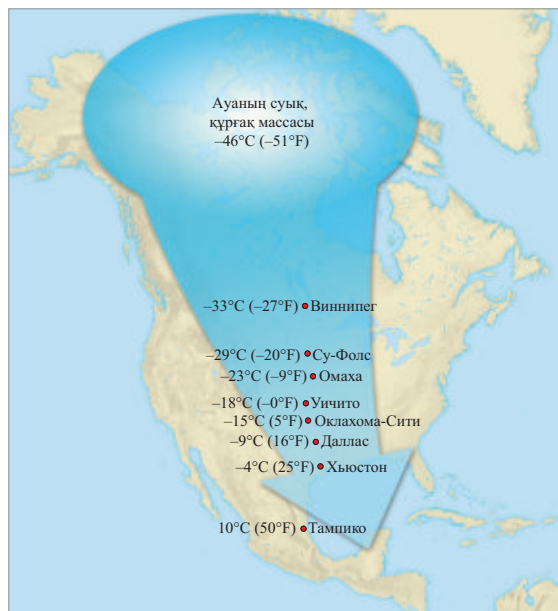 Ауаның суық,
құрғақ массасы
–46°C (–51°F)
–33°C (–27°F) Виннипег
–29°C (–20°F) Су-Фолс
–23°C (–9°F) Омаха
–18°C (–0°F) Уичито
–15°C (5°F) Оклахома-Сити
–9°C (16°F) Даллас
–4°C (25°F) Хьюстон
10°C (50°F) Тампико